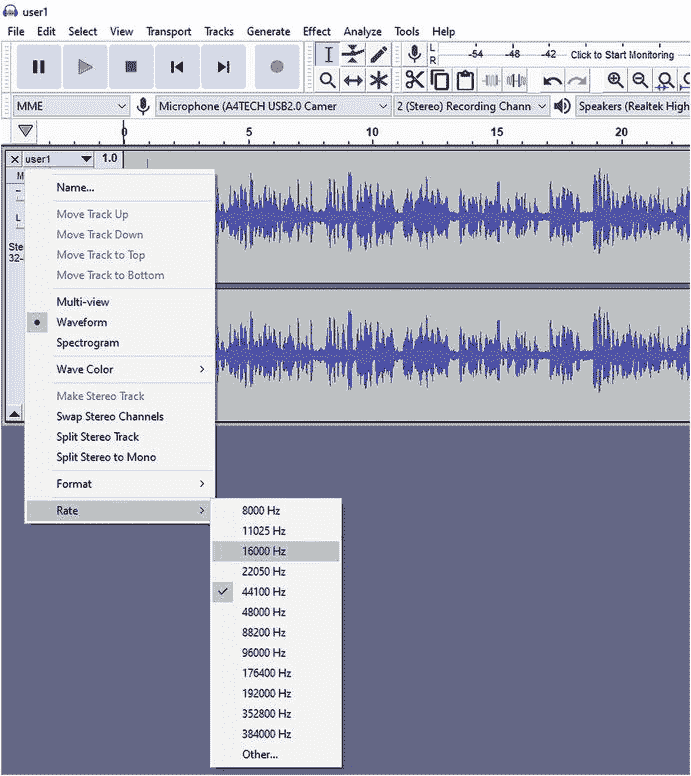 user1
File Edit Select View Transport Tracks Generate Effect Analyze Tools Help
L
R
-54 -48 -42 Click to Start Monitoring
MME Microphone (A4TECH USB2.0 Camer 2 (Stereo) Recording Chann Speakers (Realtek High
0 5 10 15 20
user1 1.0
Name...
Move Track Up
Move Track Down
Move Track to Top
Move Track to Bottom
Multi-view
Waveform
Spectrogram
Wave Color
Make Stereo Track
Swap Stereo Channels
Split Stereo Track
Split Stereo to Mono
Format
Rate
M
L
Ste
32-
8000 Hz
11025 Hz
16000 Hz
22050 Hz
44100 Hz
48000 Hz
88200 Hz
96000 Hz
176400 Hz
192000 Hz
352800 Hz
384000 Hz
Other...